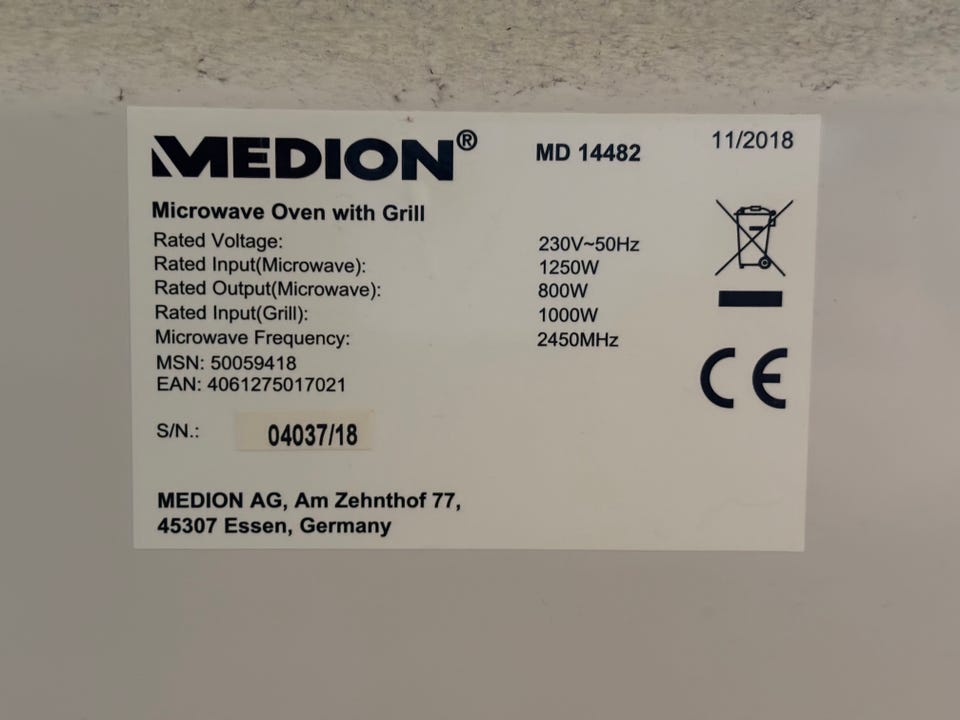 MEDION®
MD 14482
11/2018
Microwave Oven with Grill
Rated Voltage: 230V~50Hz
Rated Input(Microwave): 1250W
Rated Output(Microwave): 800W
Rated Input(Grill): 1000W
Microwave Frequency: 2450MHz
MSN: 50059418
EAN: 4061275017021
S/N.: 04037/18
MEDION AG, Am Zehnthof 77,
45307 Essen, Germany
CE